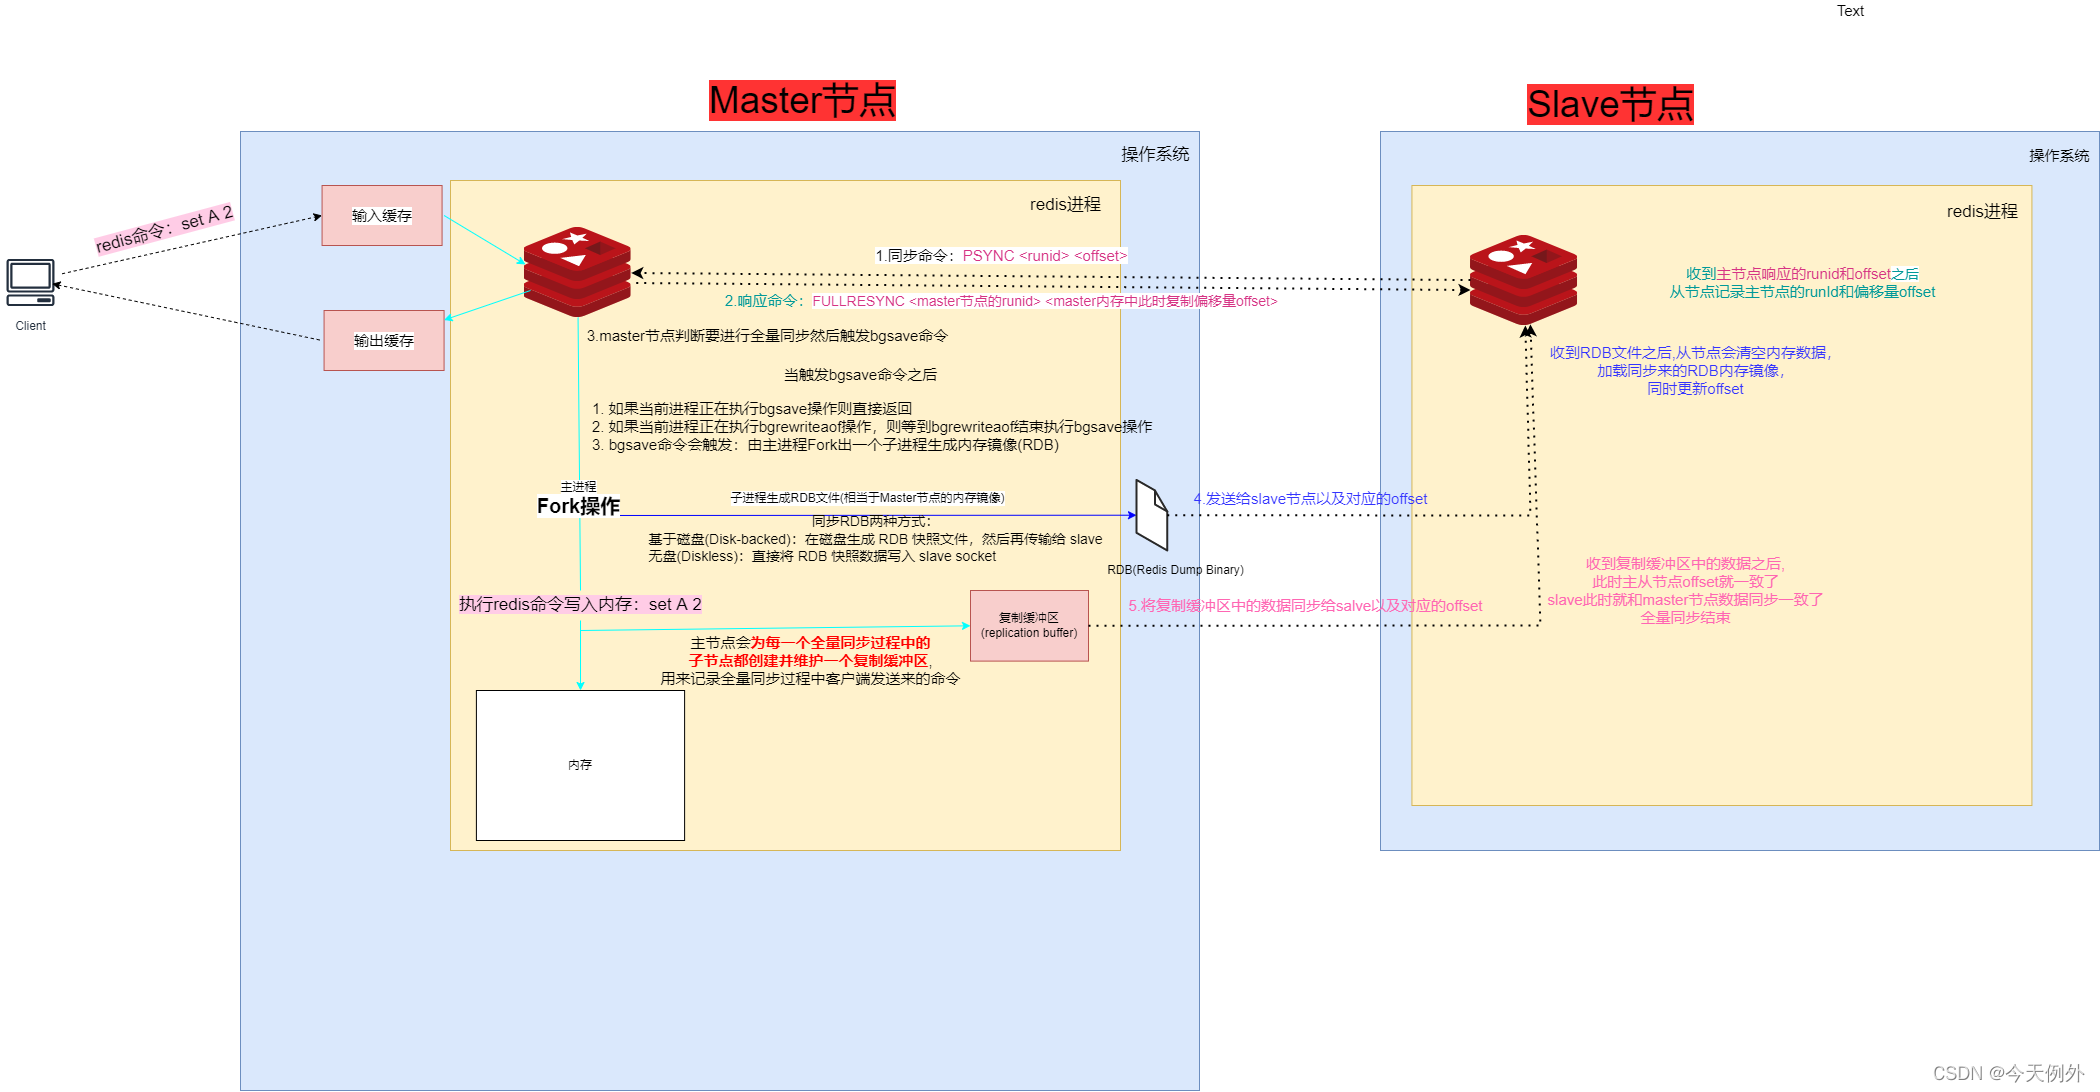 Text
Master节点
Slave节点
操作系统
操作系统
redis进程
redis进程
输入缓存
redis命令：set A 2
Client
输出缓存
1.同步命令：PSYNC <runid> <offset>
2.响应命令：FULLRESYNC <master节点的runid> <master内存中此时复制偏移量offset>
收到主节点响应的runid和offset之后
从节点记录主节点的runId和偏移量offset
3.master节点判断要进行全量同步然后触发bgsave命令
当触发bgsave命令之后
1. 如果当前进程正在执行bgsave操作则直接返回
2. 如果当前进程正在执行bgrewriteaof操作，则等到bgrewriteaof结束执行bgsave操作
3. bgsave命令会触发：由主进程Fork出一个子进程生成内存镜像(RDB)
收到RDB文件之后,从节点会清空内存数据，
加载同步来的RDB内存镜像，
同时更新offset
主进程
Fork操作
子进程生成RDB文件(相当于Master节点的内存镜像)
同步RDB两种方式：
基于磁盘(Disk-backed)：在磁盘生成 RDB 快照文件，然后再传输给 slave
无盘(Diskless)：直接将 RDB 快照数据写入 slave socket
4.发送给slave节点以及对应的offset
RDB(Redis Dump Binary)
执行redis命令写入内存：set A 2
复制缓冲区
(replication buffer)
5.将复制缓冲区中的数据同步给salve以及对应的offset
收到复制缓冲区中的数据之后,
此时主从节点offset就一致了
slave此时就和master节点数据同步一致了
全量同步结束
主节点会为每一个全量同步过程中的
子节点都创建并维护一个复制缓冲区,
用来记录全量同步过程中客户端发送来的命令
内存
CSDN @今天例外